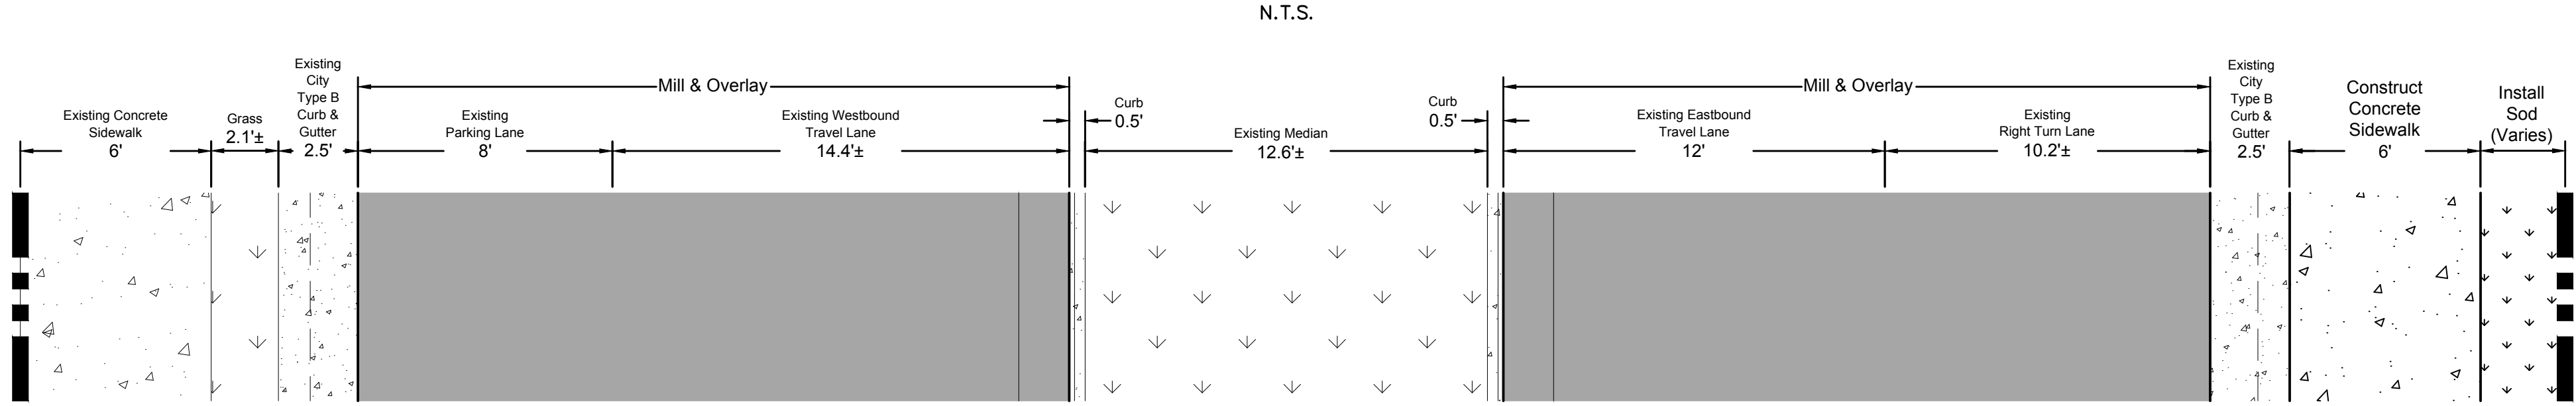 N.T.S.
Existing Concrete
Sidewalk
6'
Grass
2.1'±
Existing
City
Type B
Curb &
Gutter
2.5'
Mill & Overlay
Existing
Parking Lane
8'
Existing Westbound
Travel Lane
14.4'±
Curb
0.5'
Existing Median
12.6'±
Curb
0.5'
Mill & Overlay
Existing Eastbound
Travel Lane
12'
Existing
Right Turn Lane
10.2'±
Existing
City
Type B
Curb &
Gutter
2.5'
Construct
Concrete
Sidewalk
6'
Install
Sod
(Varies)